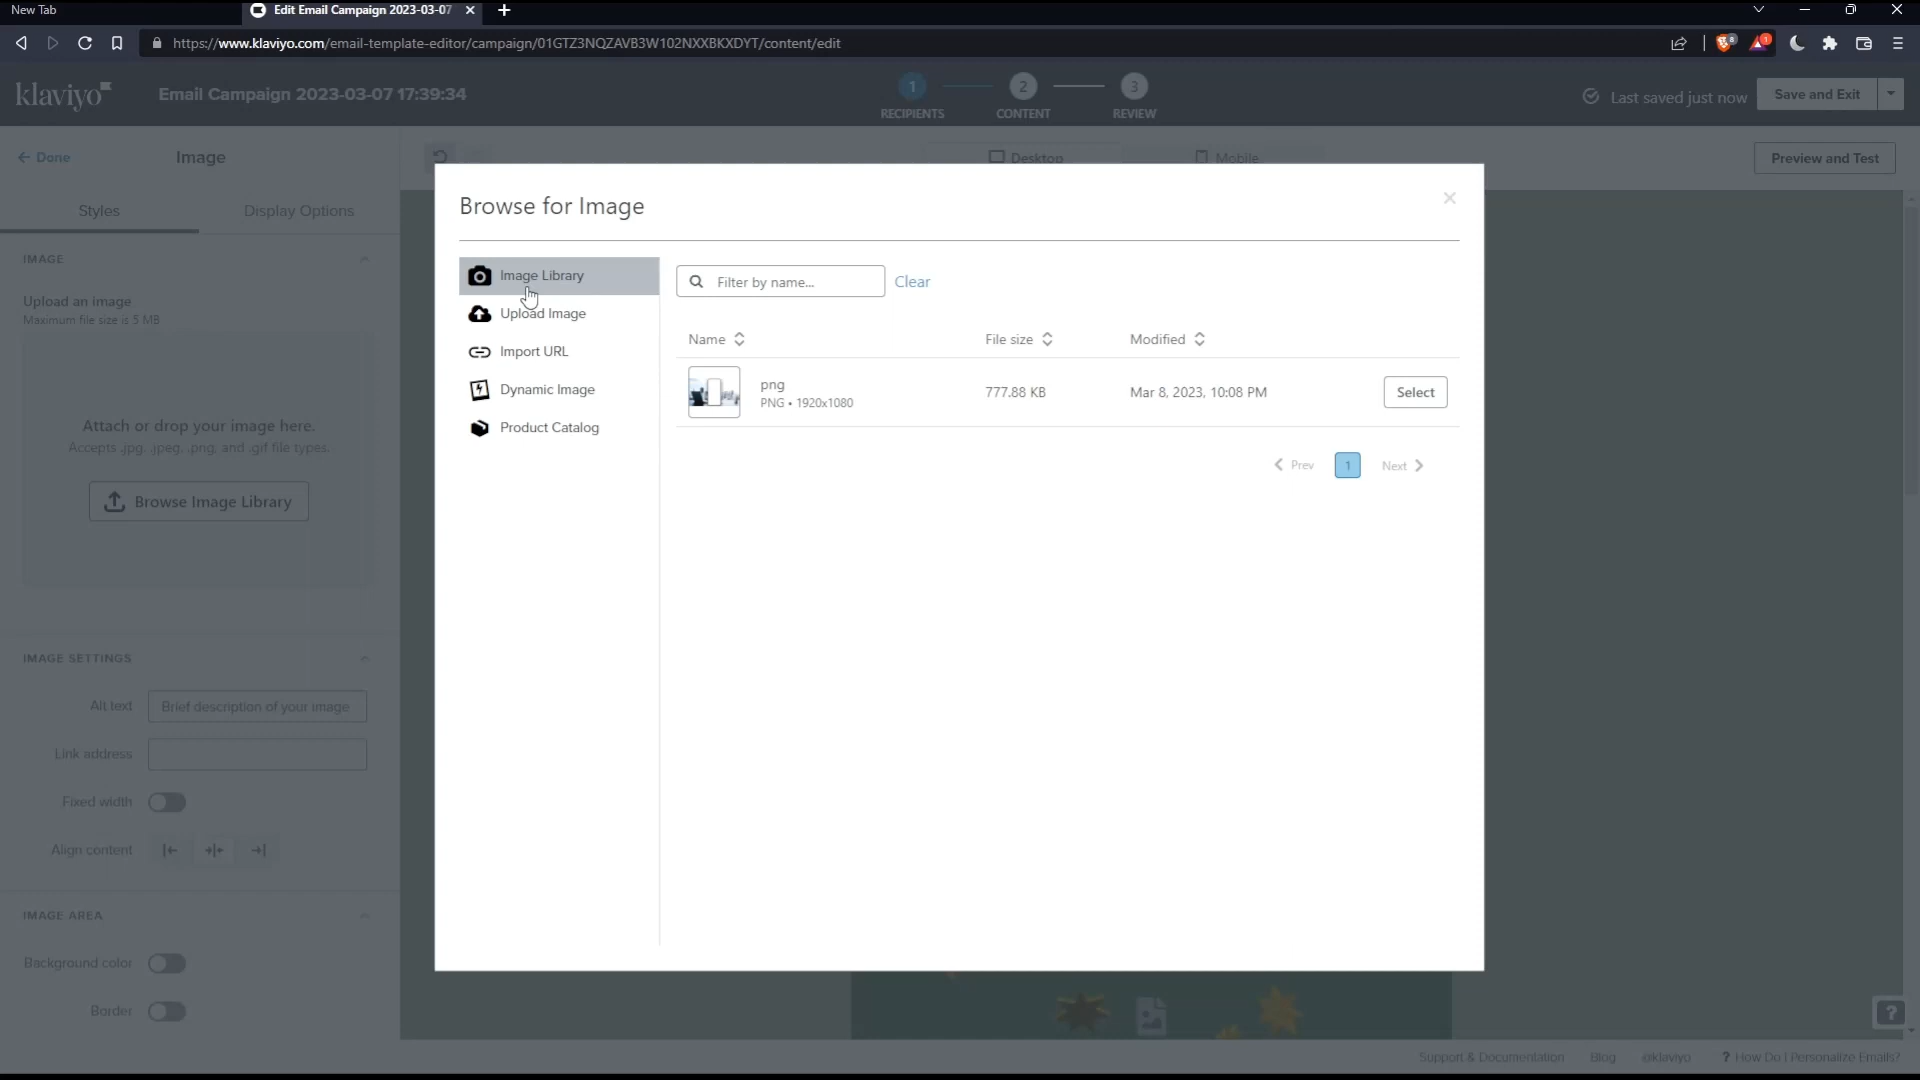 New Tab
Edit Email Campaign 2023-03-07
https://www.klaviyo.com/email-template-editor/campaign/01GTZ3NQZAVB3W102NXXBKXDYT/content/edit
8
1
klaviyo
Email Campaign 2023-03-07 17:39:34
1
2
3
RECIPIENTS
CONTENT
REVIEW
Last saved just now
Save and Exit
Done
Image
Desktop
Mobile
Preview and Test
Styles
Display Options
IMAGE
Upload an image
Maximum file size is 5 MB
Attach or drop your image here.
Accepts .jpg, .jpeg, .png, and .gif file types.
Browse Image Library
IMAGE SETTINGS
Alt text
Brief description of your image
Link address
Fixed width
Align content
IMAGE AREA
Background color
Border
Browse for Image
Image Library
Upload Image
Import URL
Dynamic Image
Product Catalog
Filter by name...
Clear
Name
File size
Modified
png
PNG • 1920x1080
777.88 KB
Mar 8, 2023, 10:08 PM
Select
Prev
1
Next
?
Support & Documentation
Blog
@klaviyo
? How Do I Personalize Emails?